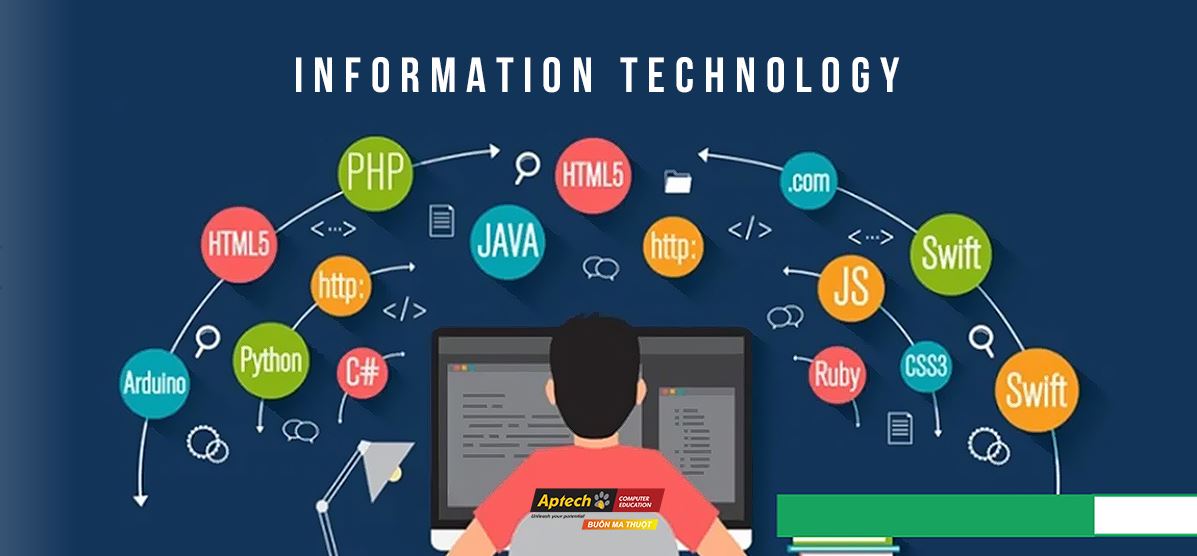 INFORMATION TECHNOLOGY
PHP
HTML5
.com
HTML5
JAVA
http:
Swift
http:
JS
Arduino
Python
C#
Ruby
CSS3
Swift
Aptech COMPUTER EDUCATION
Unleash your potential
BUÔN MA THUỘT